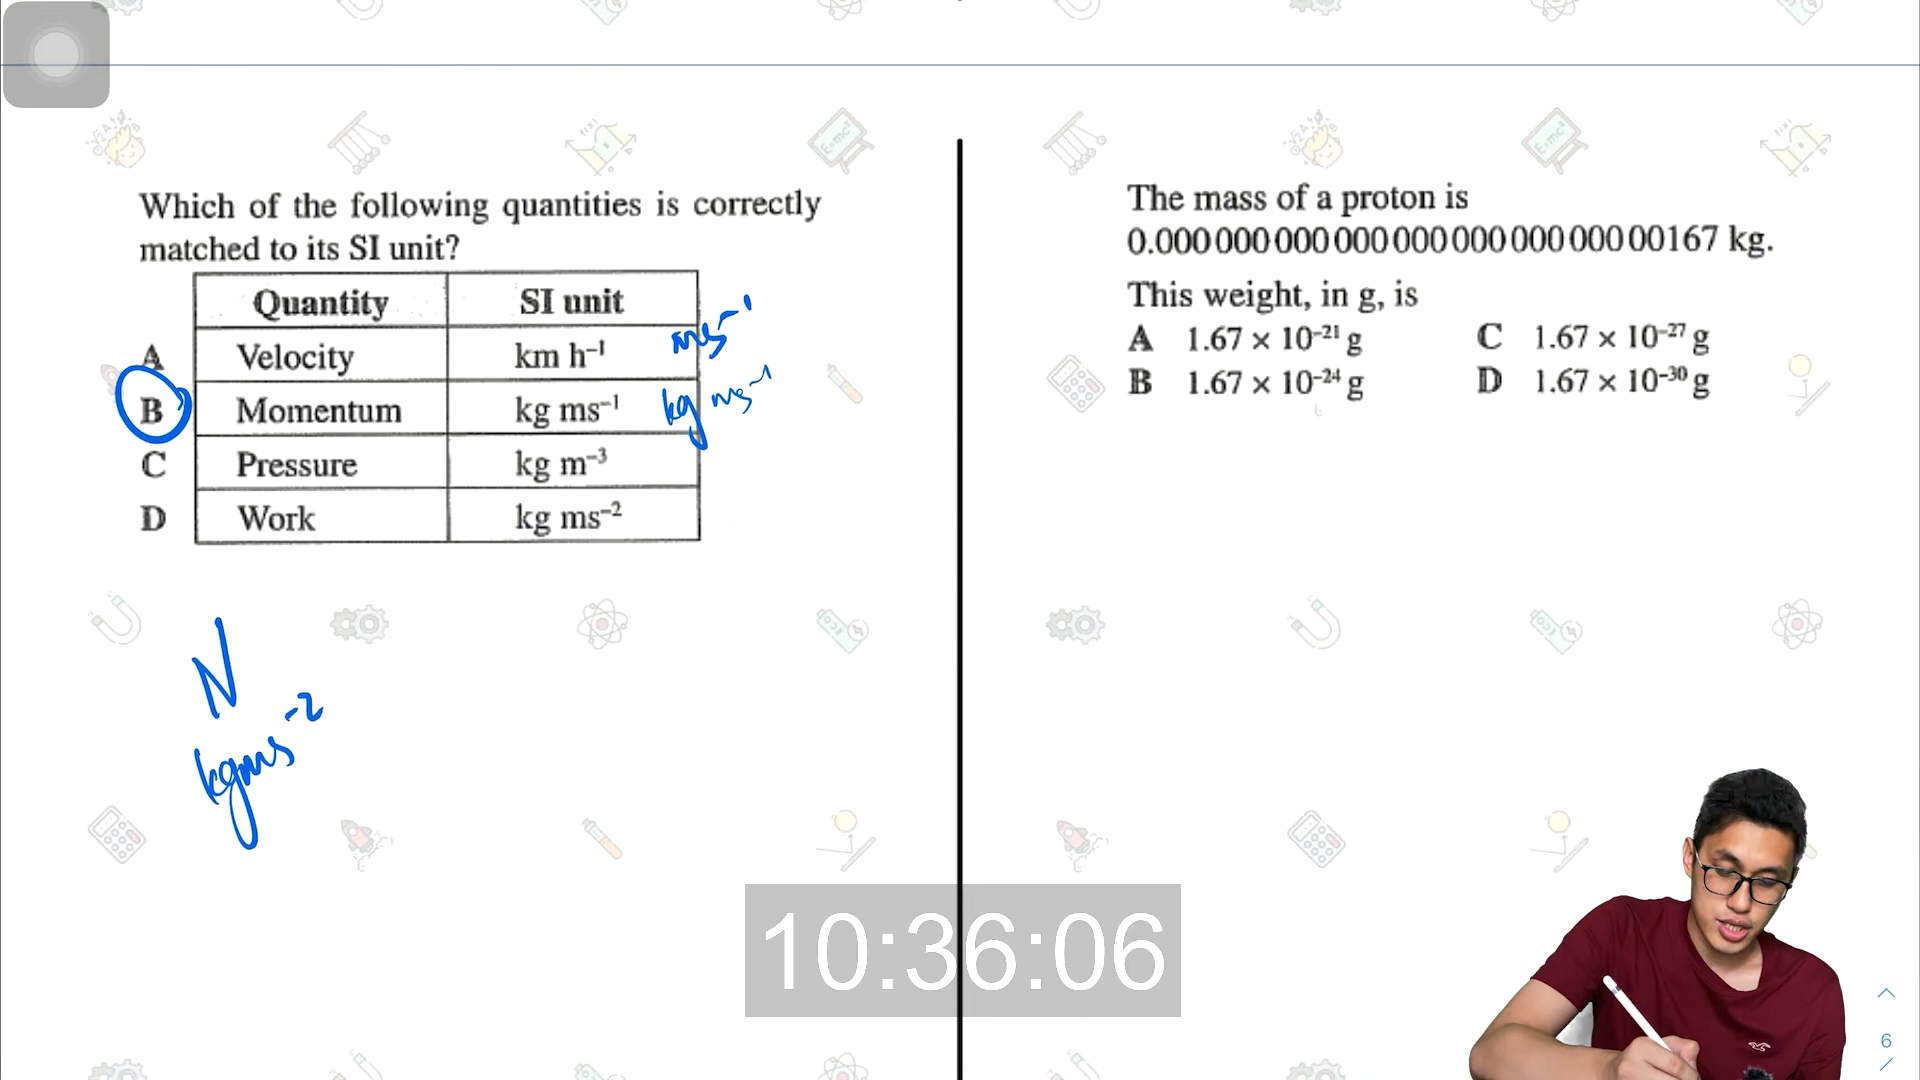 Which of the following quantities is correctly
matched to its SI unit?
Quantity SI unit
A Velocity km h⁻¹ ms⁻¹
B Momentum kg ms⁻¹ kg ms⁻¹
C Pressure kg m⁻³
D Work kg ms⁻²
N
kgms⁻²
The mass of a proton is
0.000 000 000 000 000 000 000 000 00167 kg.
This weight, in g, is
A 1.67 × 10⁻²¹ g C 1.67 × 10⁻²⁷ g
B 1.67 × 10⁻²⁴ g D 1.67 × 10⁻³⁰ g
10:36:06
6